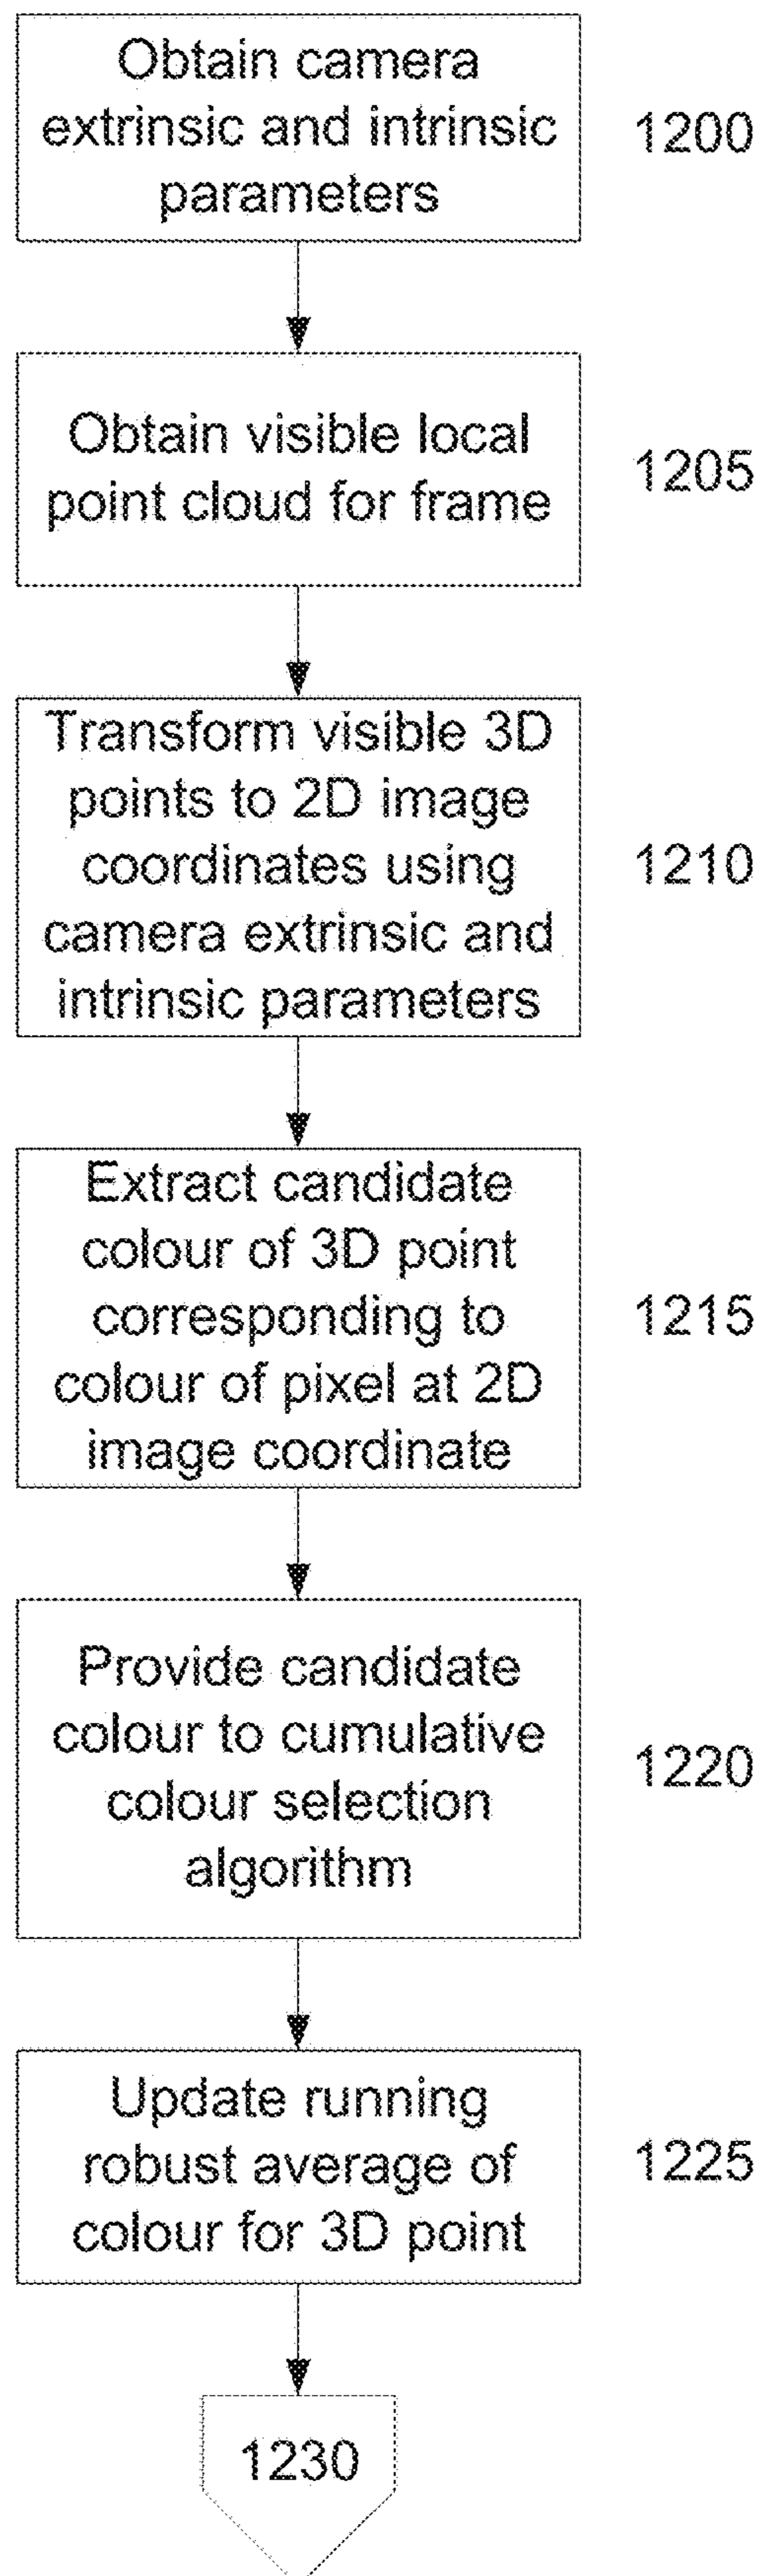 Obtain camera
extrinsic and intrinsic
parameters
1200
Obtain visible local
point cloud for frame
1205
Transform visible 3D
points to 2D image
coordinates using
camera extrinsic and
intrinsic parameters
1210
Extract candidate
colour of 3D point
corresponding to
colour of pixel at 2D
image coordinate
1215
Provide candidate
colour to cumulative
colour selection
algorithm
1220
Update running
robust average of
colour for 3D point
1225
1230